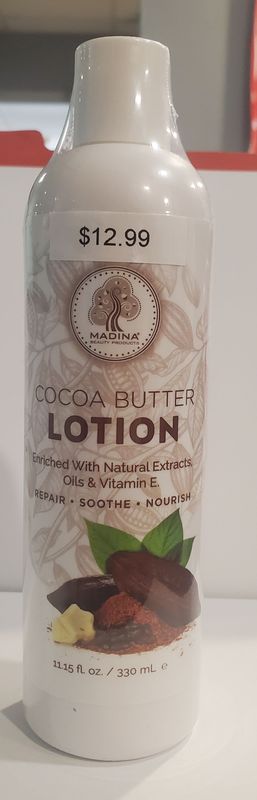 $12.99
MADINA
BEAUTY PRODUCTS
COCOA BUTTER
LOTION
Enriched With Natural Extracts,
Oils & Vitamin E.
REPAIR • SOOTHE • NOURISH
11.15 fl. oz. / 330 mL ℮